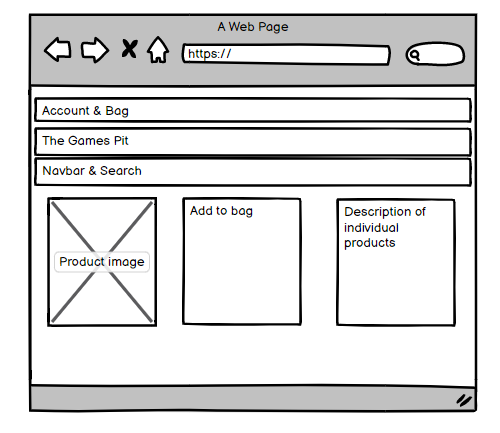 A Web Page
https://
Account & Bag
The Games Pit
Navbar & Search
Product image
Add to bag
Description of
individual
products